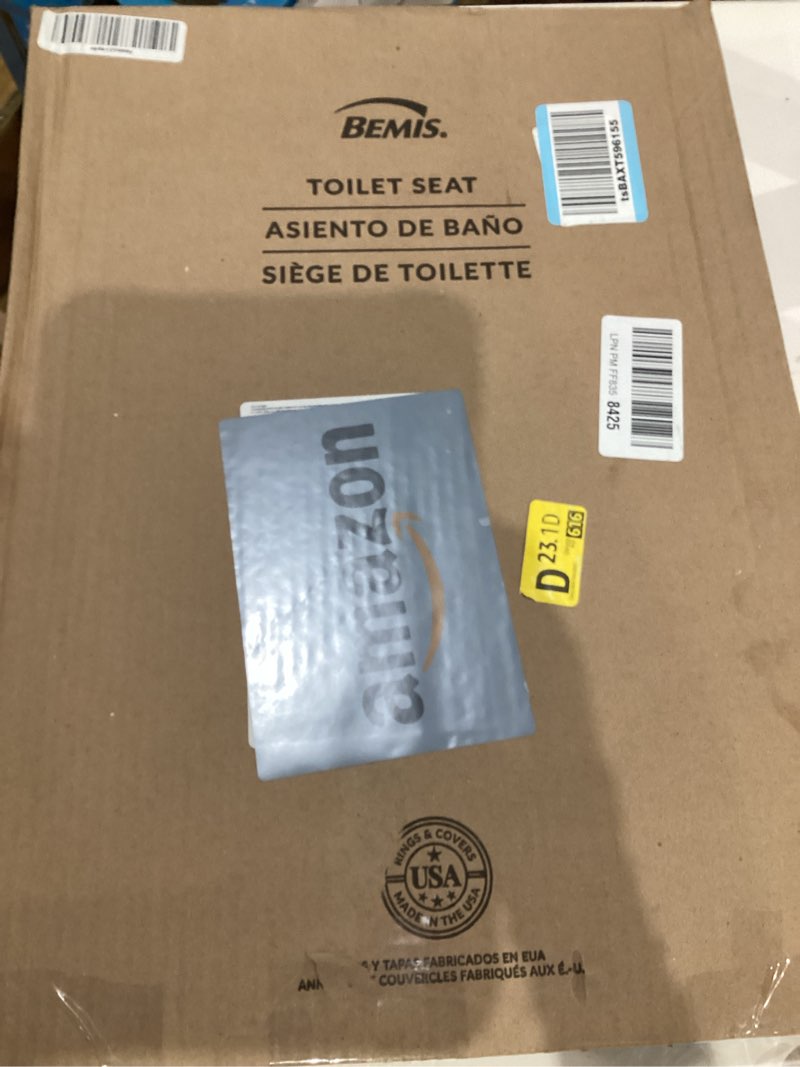 BEMIS.
TOILET SEAT
ASIENTO DE BAÑO
SIÈGE DE TOILETTE
tsBAXT596155
LPN PM FF835 8425
amazon
D 23.1D
616
RINGS & COVERS
USA
MADE IN THE USA
Y TAPAS FABRICADOS EN EUA
COUVERCLES FABRIQUÉS AUX É.-U.